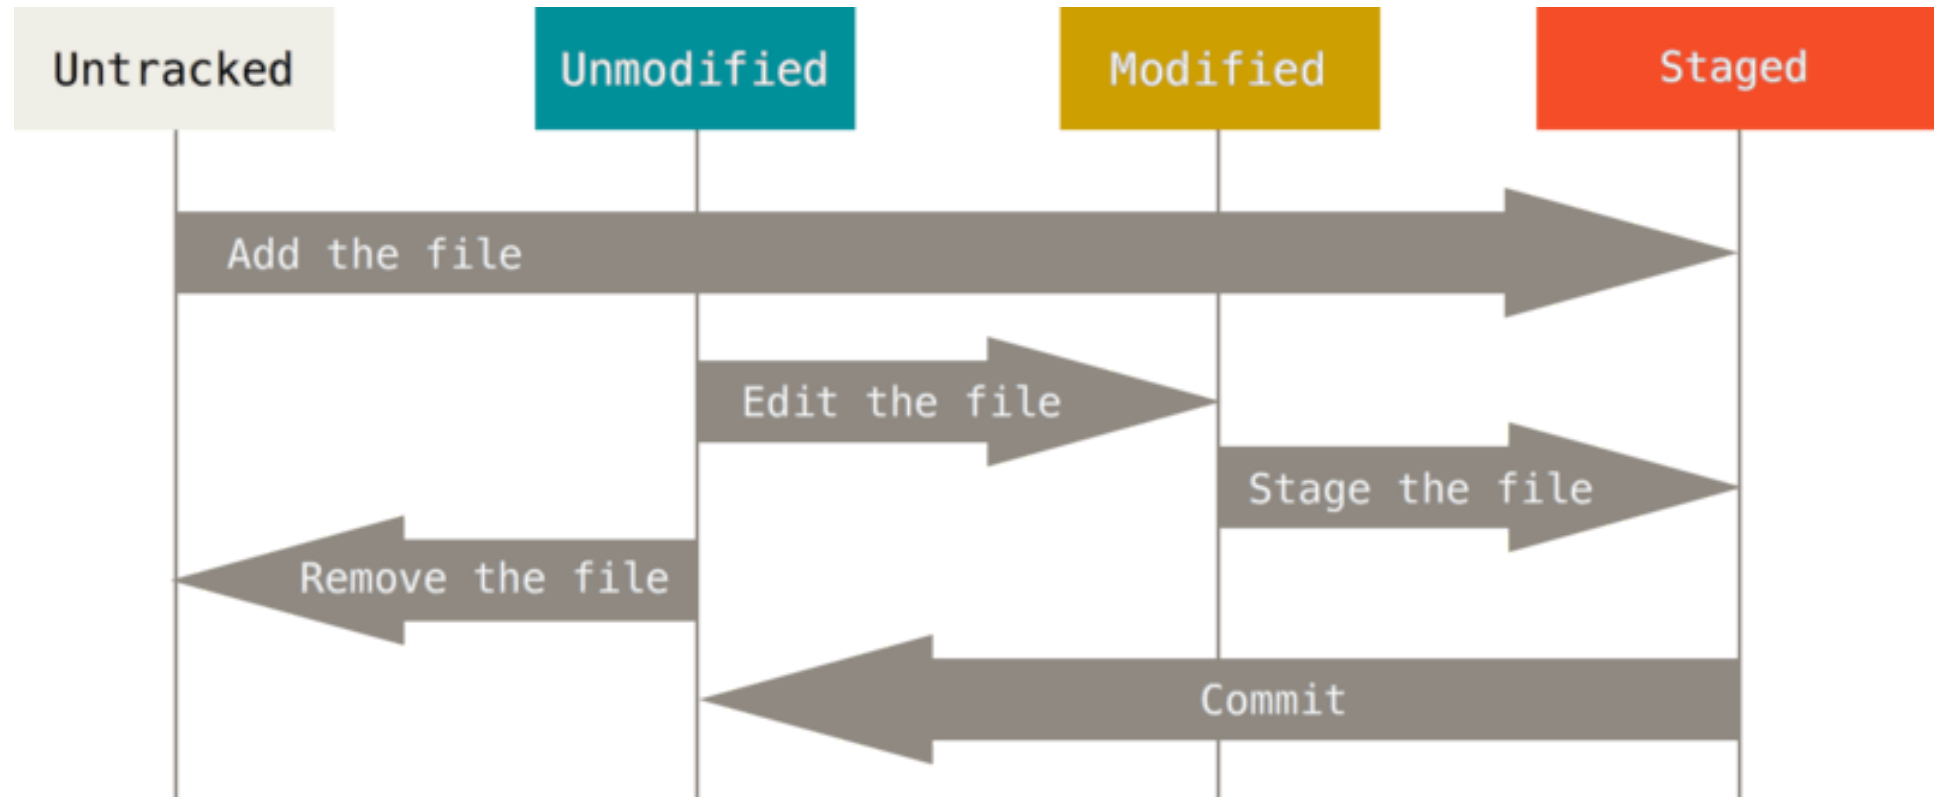 Untracked
Unmodified
Modified
Staged
Add the file
Edit the file
Stage the file
Remove the file
Commit